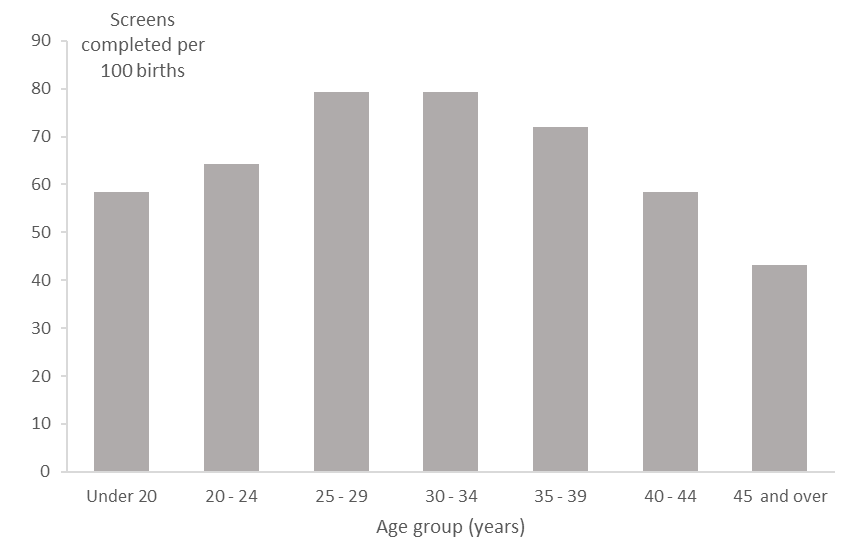 Screens
completed per
100 births
90
80
70
60
50
40
30
20
10
0
Under 20
20 - 24
25 - 29
30 - 34
35 - 39
40 - 44
45 and over
Age group (years)